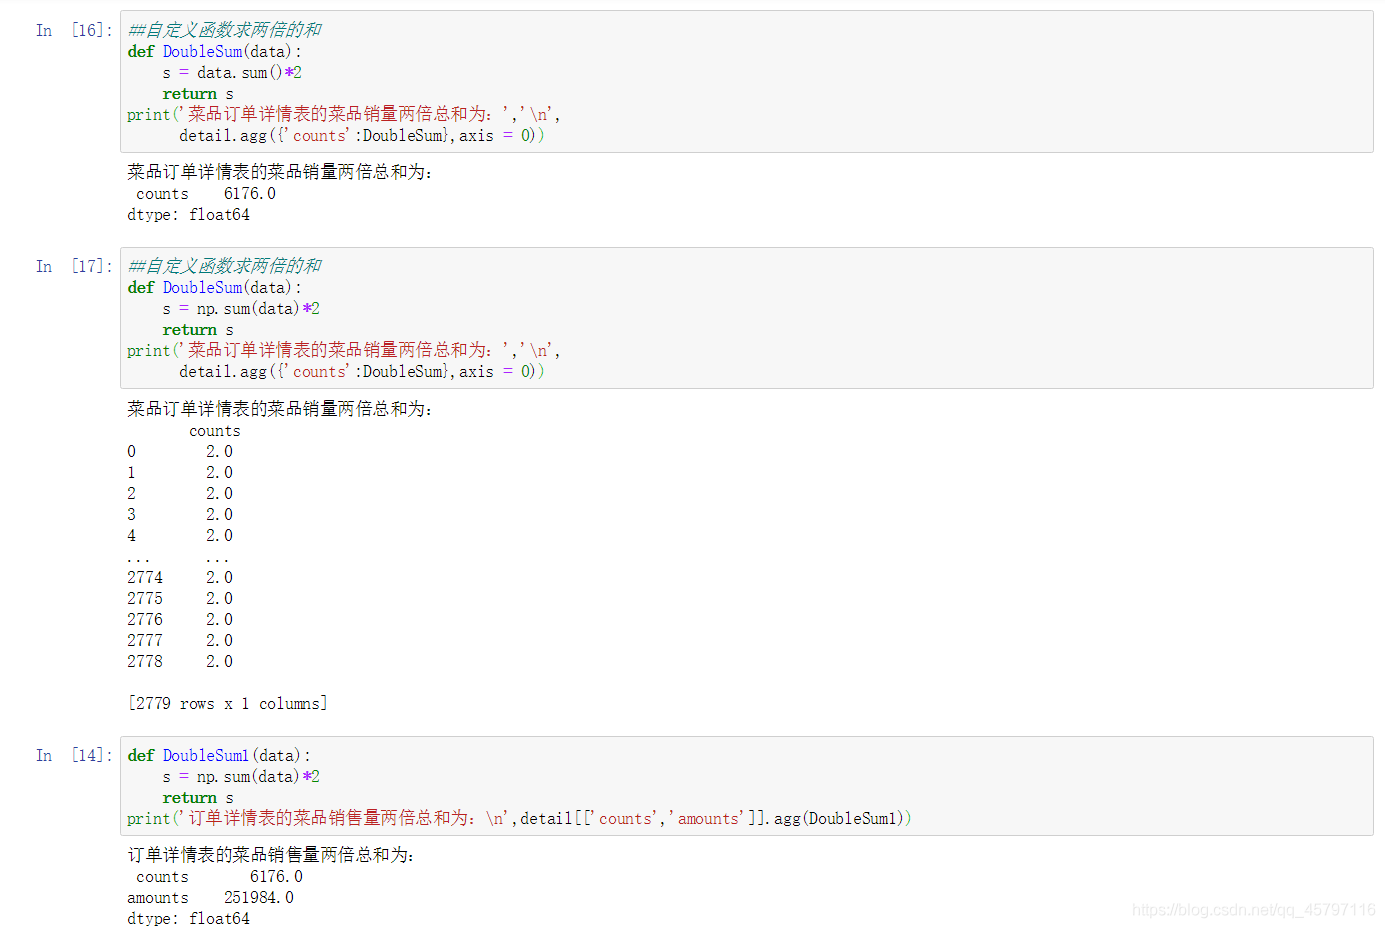 In [16]:
##自定义函数求两倍的和
def DoubleSum(data):
    s = data.sum()*2
    return s
print('菜品订单详情表的菜品销量两倍总和为：','\n',
      detail.agg({'counts':DoubleSum},axis = 0))
菜品订单详情表的菜品销量两倍总和为：
 counts    6176.0
dtype: float64
In [17]:
##自定义函数求两倍的和
def DoubleSum(data):
    s = np.sum(data)*2
    return s
print('菜品订单详情表的菜品销量两倍总和为：','\n',
      detail.agg({'counts':DoubleSum},axis = 0))
菜品订单详情表的菜品销量两倍总和为：
       counts
0        2.0
1        2.0
2        2.0
3        2.0
4        2.0
...      ...
2774     2.0
2775     2.0
2776     2.0
2777     2.0
2778     2.0
[2779 rows x 1 columns]
In [14]:
def DoubleSum1(data):
    s = np.sum(data)*2
    return s
print('订单详情表的菜品销售量两倍总和为：\n',detail[['counts','amounts']].agg(DoubleSum1))
订单详情表的菜品销售量两倍总和为：
 counts       6176.0
amounts    251984.0
dtype: float64
https://blog.csdn.net/qq_45797116